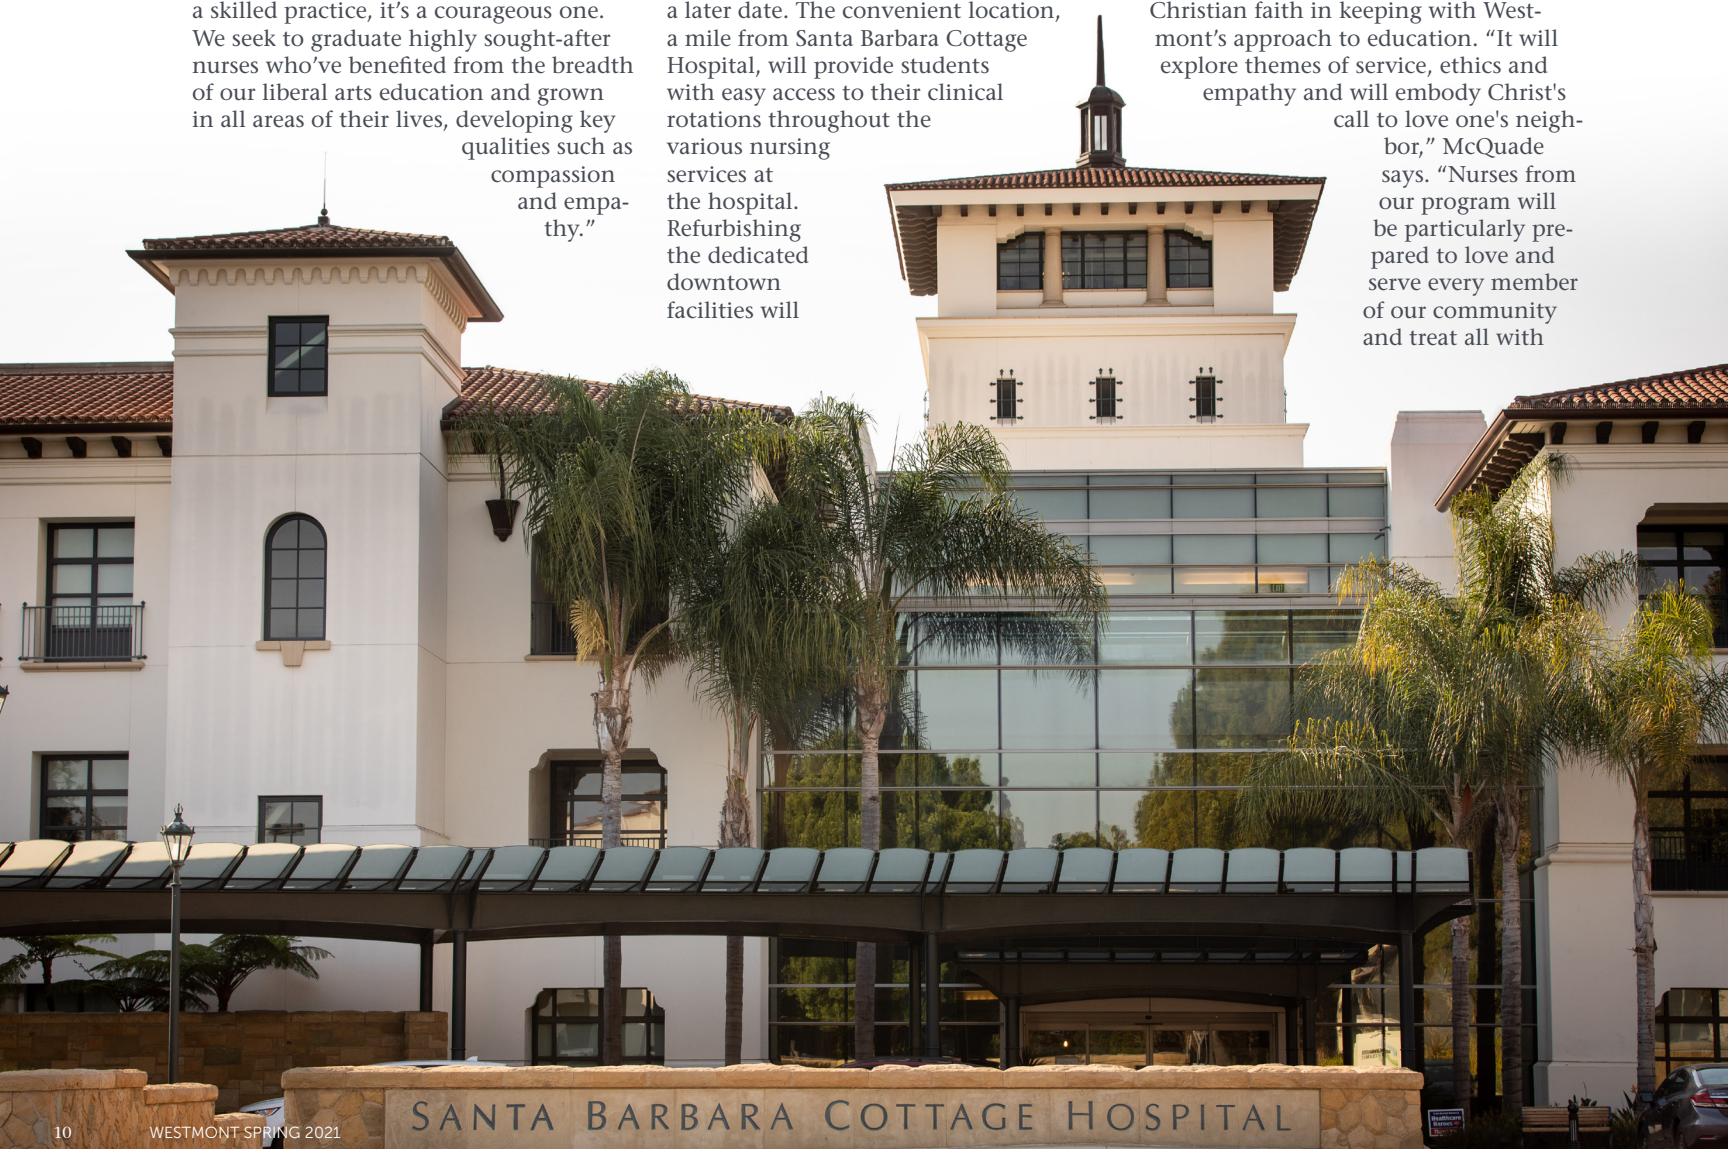 a skilled practice, it’s a courageous one.
We seek to graduate highly sought-after
nurses who’ve benefited from the breadth
of our liberal arts education and grown
in all areas of their lives, developing key
qualities such as
compassion
and empa-
thy.”
a later date. The convenient location,
a mile from Santa Barbara Cottage
Hospital, will provide students
with easy access to their clinical
rotations throughout the
various nursing
services at
the hospital.
Refurbishing
the dedicated
downtown
facilities will
Christian faith in keeping with West-
mont’s approach to education. “It will
explore themes of service, ethics and
empathy and will embody Christ's
call to love one's neigh-
bor,” McQuade
says. “Nurses from
our program will
be particularly pre-
pared to love and
serve every member
of our community
and treat all with
SANTA BARBARA COTTAGE HOSPITAL
Healthcare
Heroes
10 WESTMONT SPRING 2021